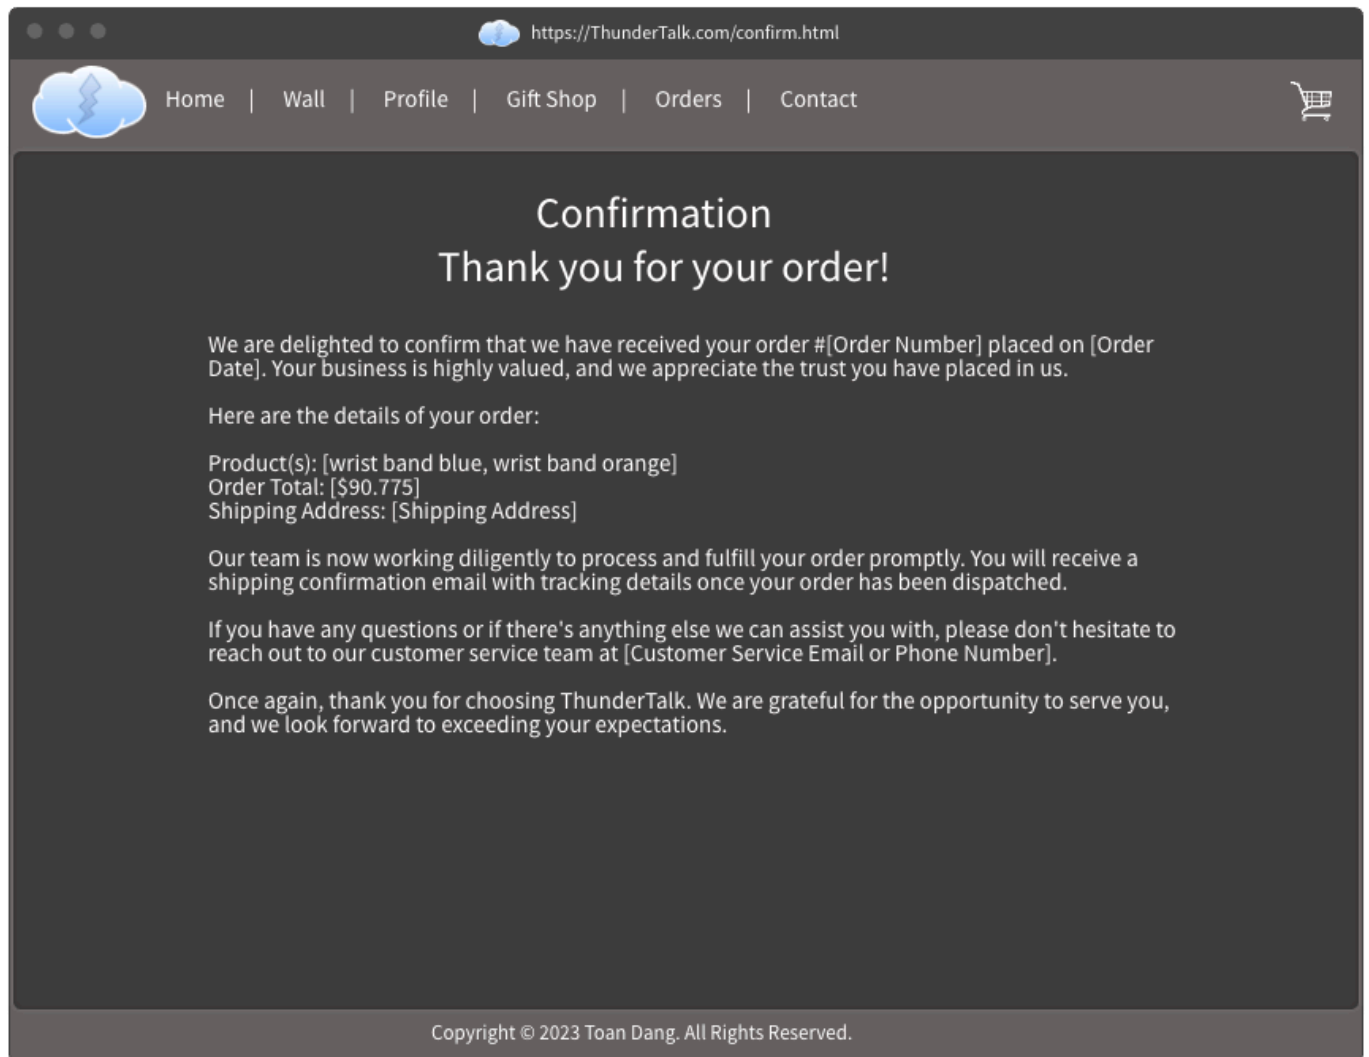 https://ThunderTalk.com/confirm.html
Home | Wall | Profile | Gift Shop | Orders | Contact
Confirmation
Thank you for your order!
We are delighted to confirm that we have received your order #[Order Number] placed on [Order
Date]. Your business is highly valued, and we appreciate the trust you have placed in us.
Here are the details of your order:
Product(s): [wrist band blue, wrist band orange]
Order Total: [$90.775]
Shipping Address: [Shipping Address]
Our team is now working diligently to process and fulfill your order promptly. You will receive a
shipping confirmation email with tracking details once your order has been dispatched.
If you have any questions or if there's anything else we can assist you with, please don't hesitate to
reach out to our customer service team at [Customer Service Email or Phone Number].
Once again, thank you for choosing ThunderTalk. We are grateful for the opportunity to serve you,
and we look forward to exceeding your expectations.
Copyright © 2023 Toan Dang. All Rights Reserved.